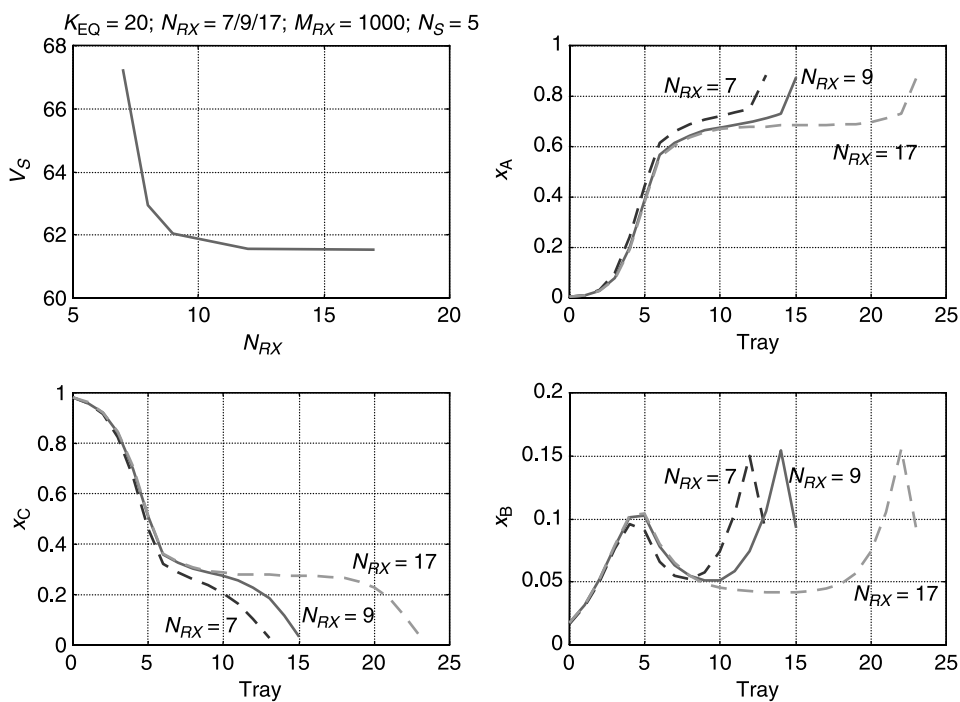 K_EQ = 20; N_RX = 7/9/17; M_RX = 1000; N_S = 5
68
66
64
62
60
V_S
5
10
15
20
N_RX
1
0.8
0.6
0.4
0.2
0
x_A
N_RX = 7
N_RX = 9
N_RX = 17
0
5
10
15
20
25
Tray
1
0.8
0.6
0.4
0.2
0
x_C
N_RX = 17
N_RX = 7
N_RX = 9
0
5
10
15
20
25
Tray
0.2
0.15
0.1
0.05
0
x_B
N_RX = 7
N_RX = 9
N_RX = 17
0
5
10
15
20
25
Tray